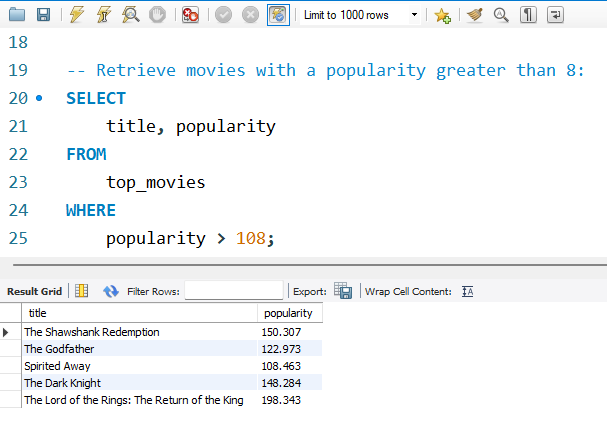 Limit to 1000 rows
18
19 -- Retrieve movies with a popularity greater than 8:
20 SELECT
21 title, popularity
22 FROM
23 top_movies
24 WHERE
25 popularity > 108;
Result Grid Filter Rows: Export: Wrap Cell Content:
title popularity
The Shawshank Redemption 150.307
The Godfather 122.973
Spirited Away 108.463
The Dark Knight 148.284
The Lord of the Rings: The Return of the King 198.343